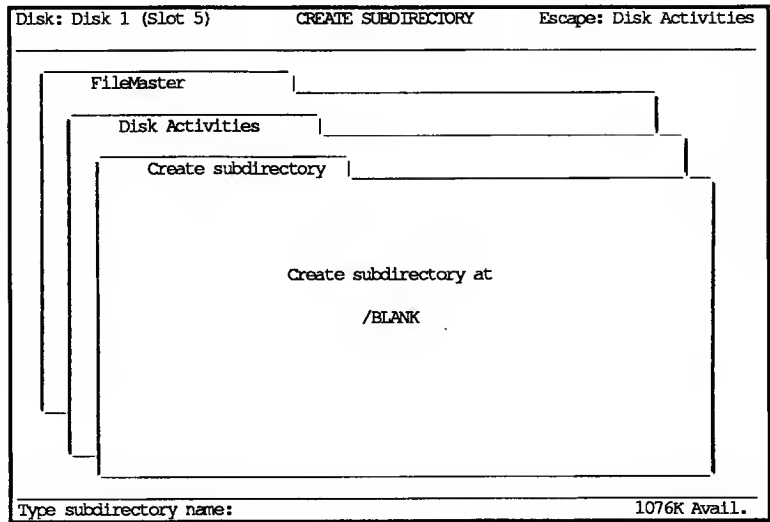 Disk: Disk 1 (Slot 5) CREATE SUBDIRECTORY Escape: Disk Activities
FileMaster
Disk Activities
Create subdirectory
Create subdirectory at
/BLANK
Type subdirectory name: 1076K Avail.